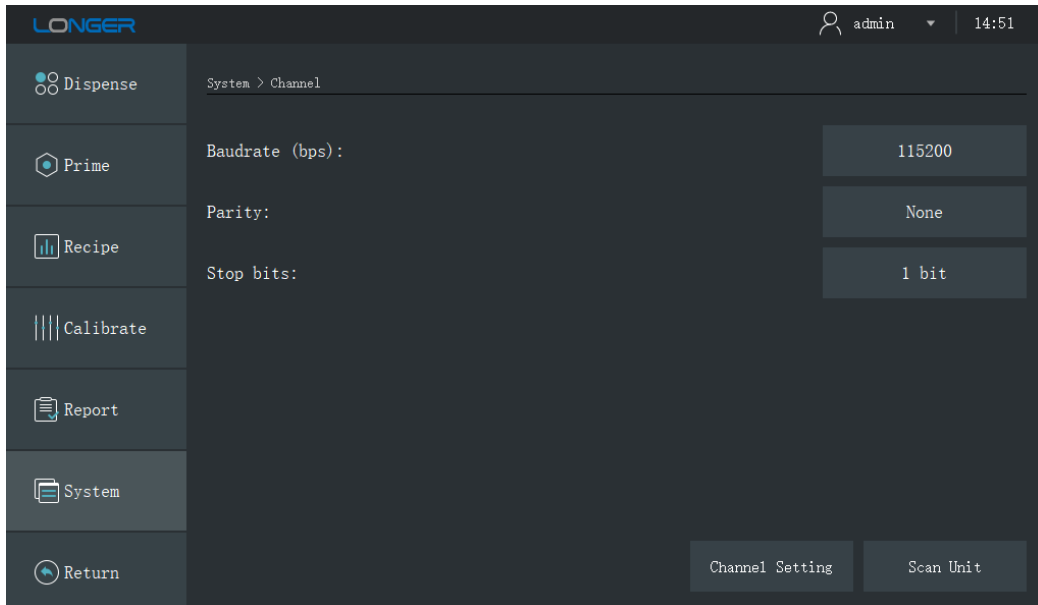 LONGER
admin
14:51
Dispense
Prime
Recipe
Calibrate
Report
System
Return
System > Channel
Baudrate (bps): 115200
Parity: None
Stop bits: 1 bit
Channel Setting
Scan Unit